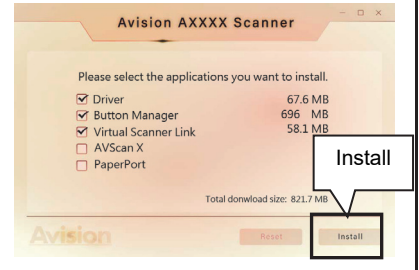 Avision AXXXX Scanner
Please select the applications you want to install.
Driver 67.6 MB
Button Manager 696 MB
Virtual Scanner Link 58.1 MB
AVScan X
PaperPort
Install
Total donwload size: 821.7 MB
Avision
Reset
Install